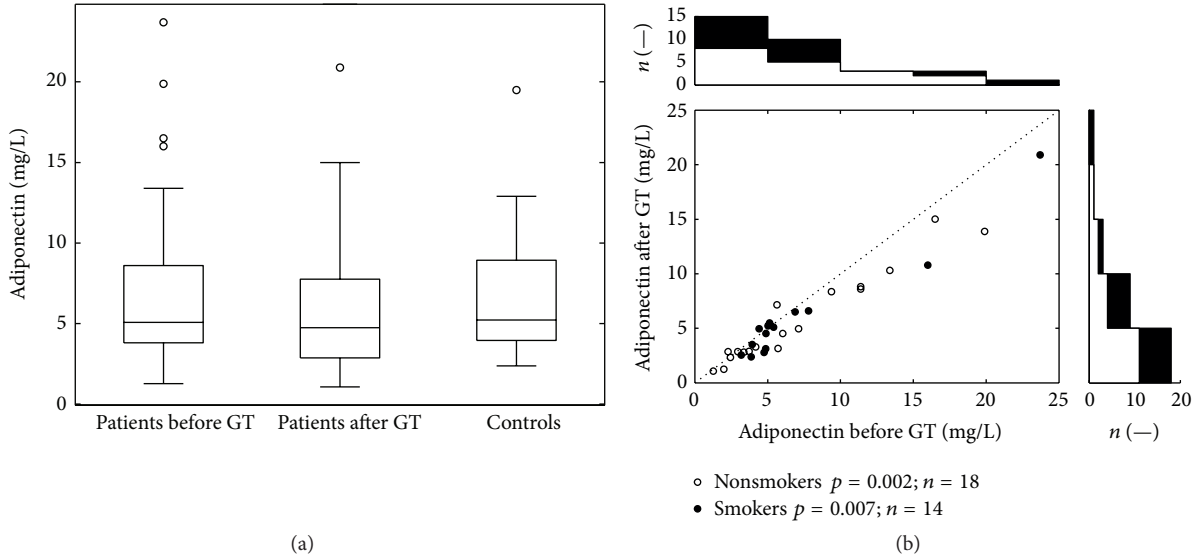 Adiponectin (mg/L)
20
15
10
5
0
Patients before GT
Patients after GT
Controls
(a)
n (—)
15
10
5
0
Adiponectin after GT (mg/L)
25
20
15
10
5
0
0 5 10 15 20 25
Adiponectin before GT (mg/L)
0 10 20
n (—)
Nonsmokers p = 0.002; n = 18
Smokers p = 0.007; n = 14
(b)